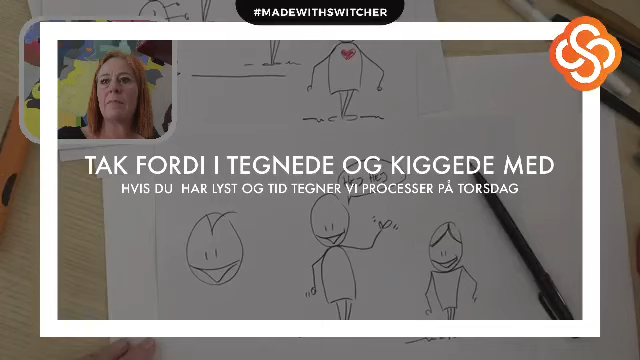 #MADEWITHSWITCHER
TAK FORDI I TEGNEDE OG KIGGEDE MED
HVIS DU HAR LYST OG TID TEGNER VI PROCESSER PÅ TORSDAG